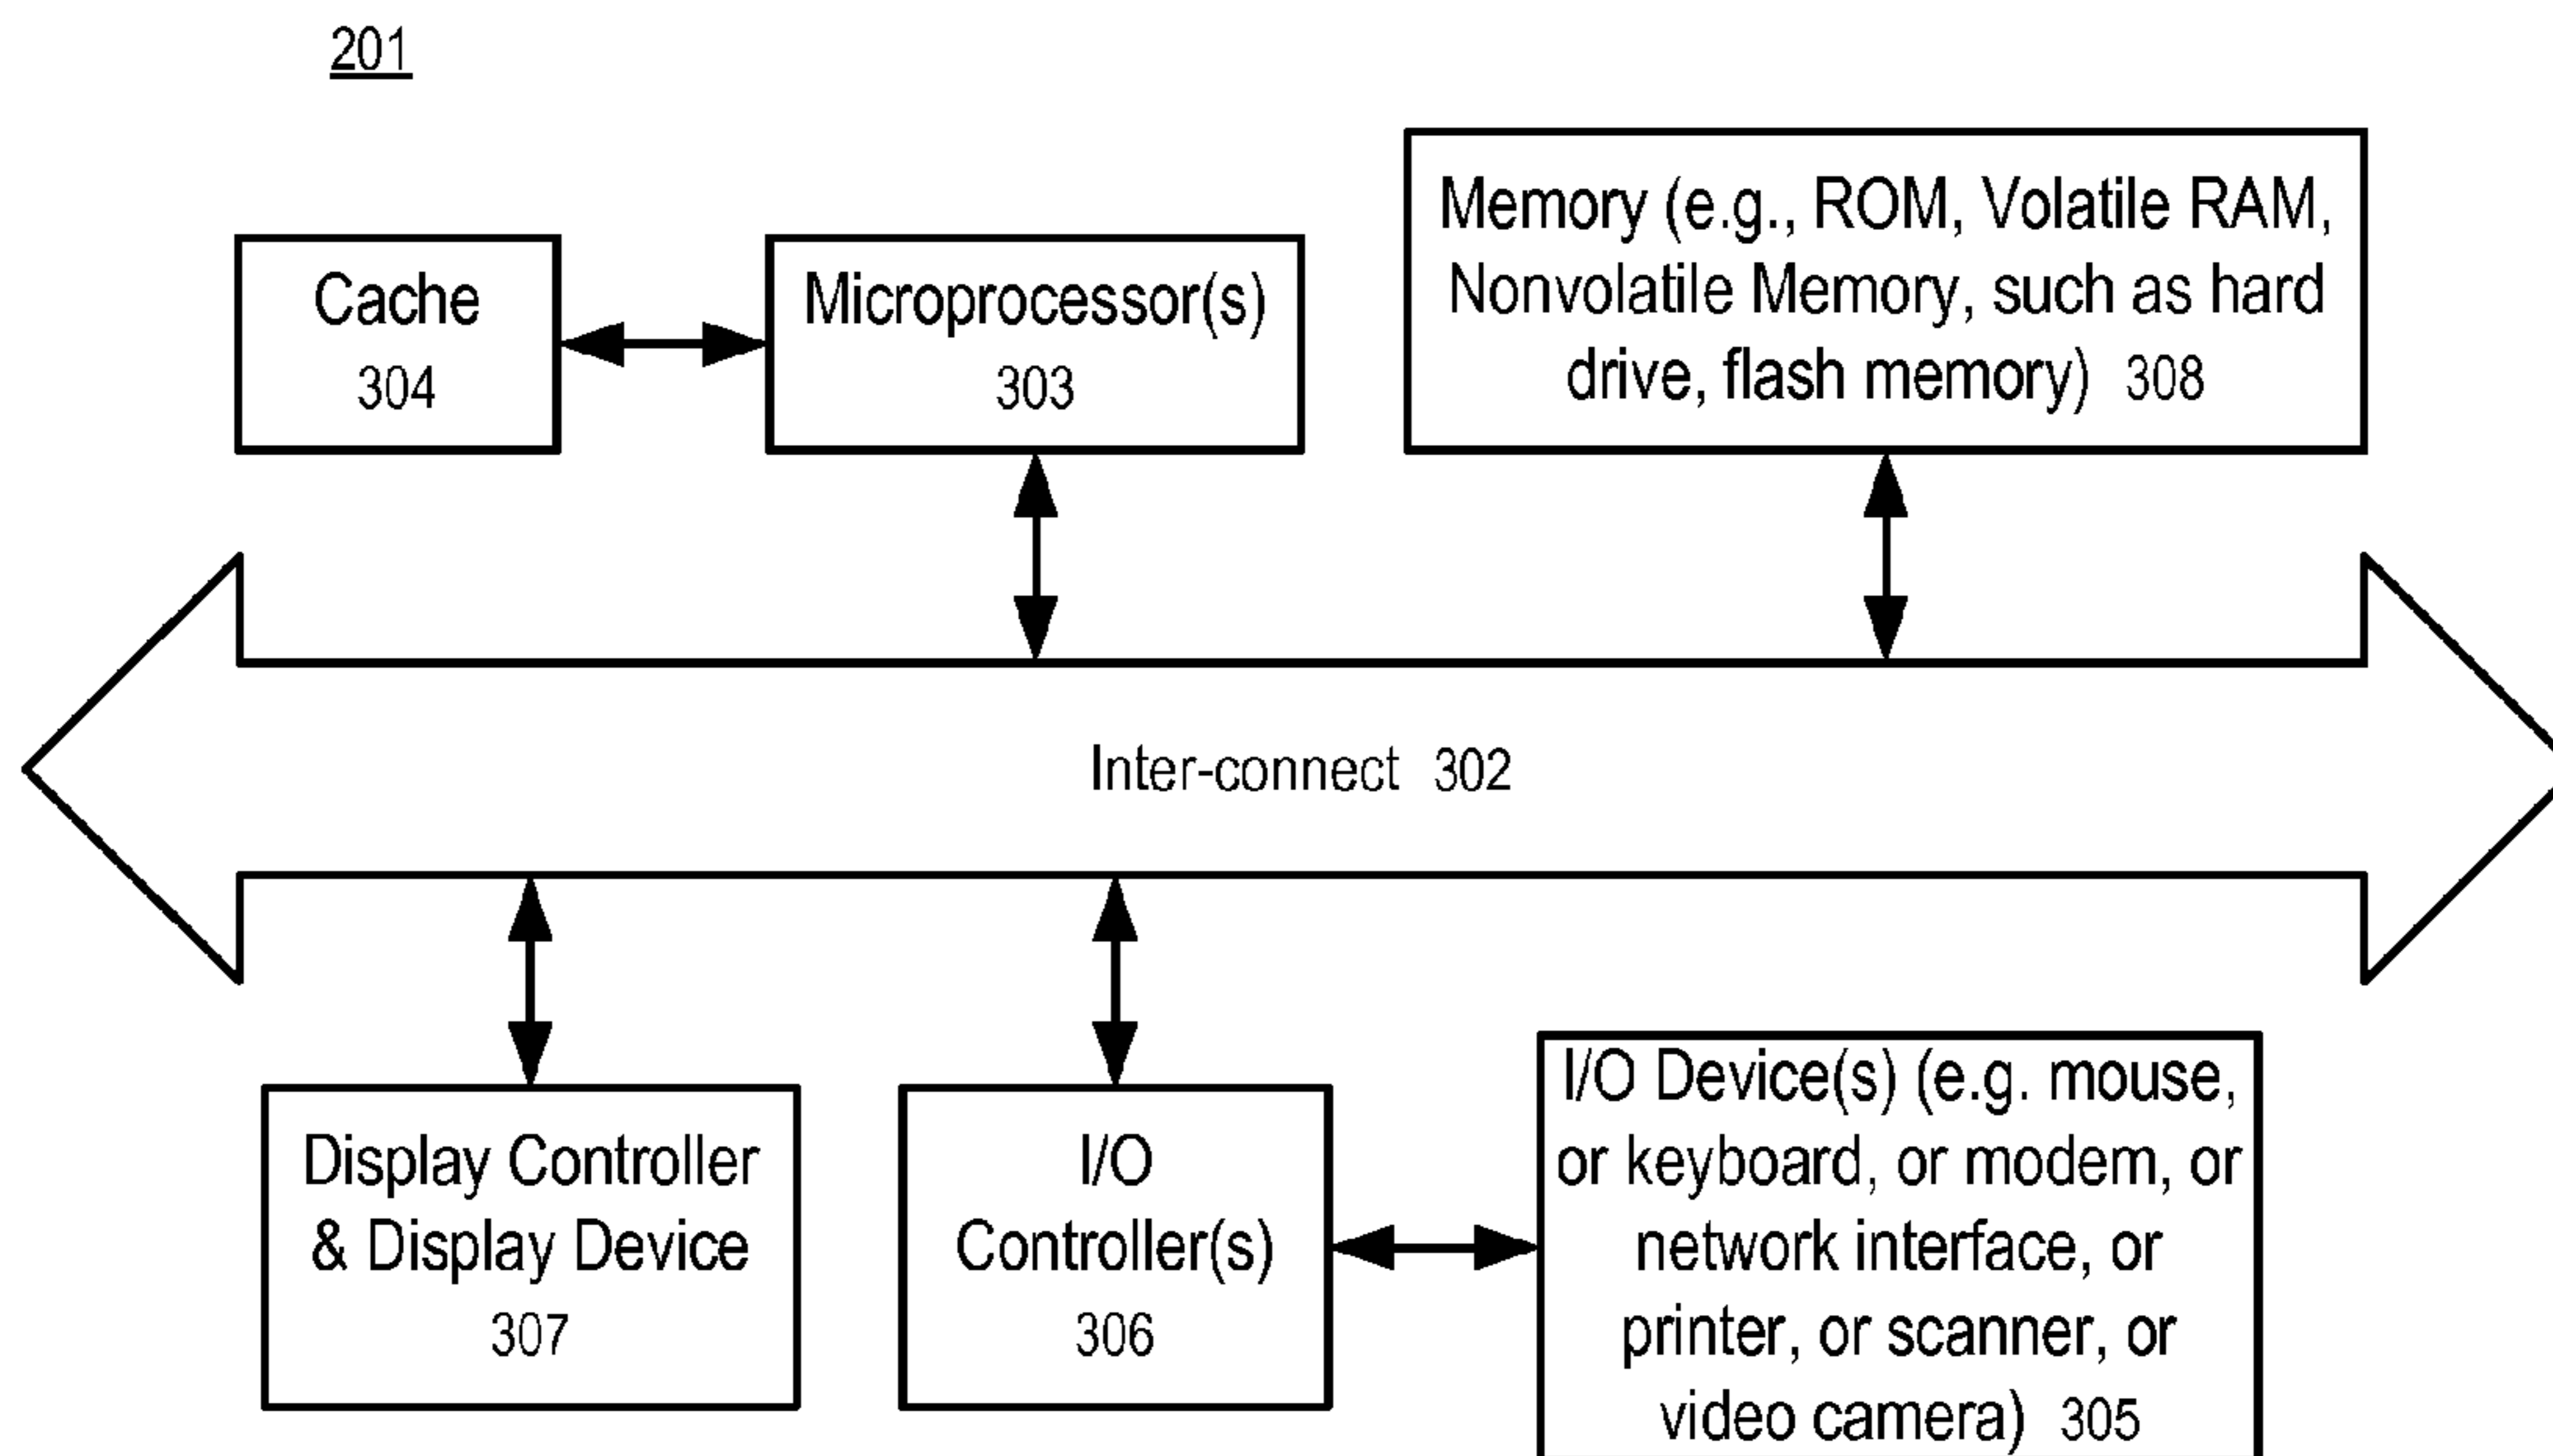 201
Cache
304
Microprocessor(s)
303
Memory (e.g., ROM, Volatile RAM,
Nonvolatile Memory, such as hard
drive, flash memory) 308
Inter-connect 302
Display Controller
& Display Device
307
I/O
Controller(s)
306
I/O Device(s) (e.g. mouse,
or keyboard, or modem, or
network interface, or
printer, or scanner, or
video camera) 305